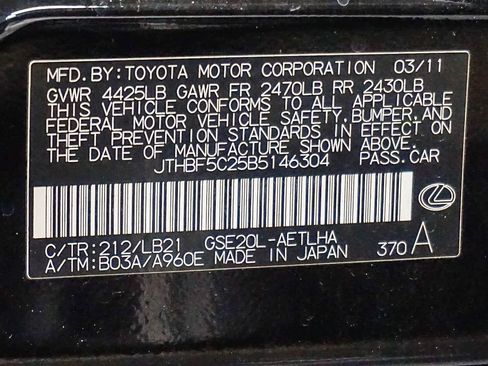 MFD. BY: TOYOTA MOTOR CORPORATION 03/11
GVWR 4425LB GAWR FR 2470LB RR 2430LB
THIS VEHICLE CONFORMS TO ALL APPLICABLE
FEDERAL MOTOR VEHICLE SAFETY, BUMPER, AND
THEFT PREVENTION STANDARDS IN EFFECT ON
THE DATE OF MANUFACTURE SHOWN ABOVE.
JTHBF5C25B5146304 PASS. CAR
C/TR: 212/LB21 GSE20L-AETLHA
A/TM: B03A/A960E MADE IN JAPAN 370 A